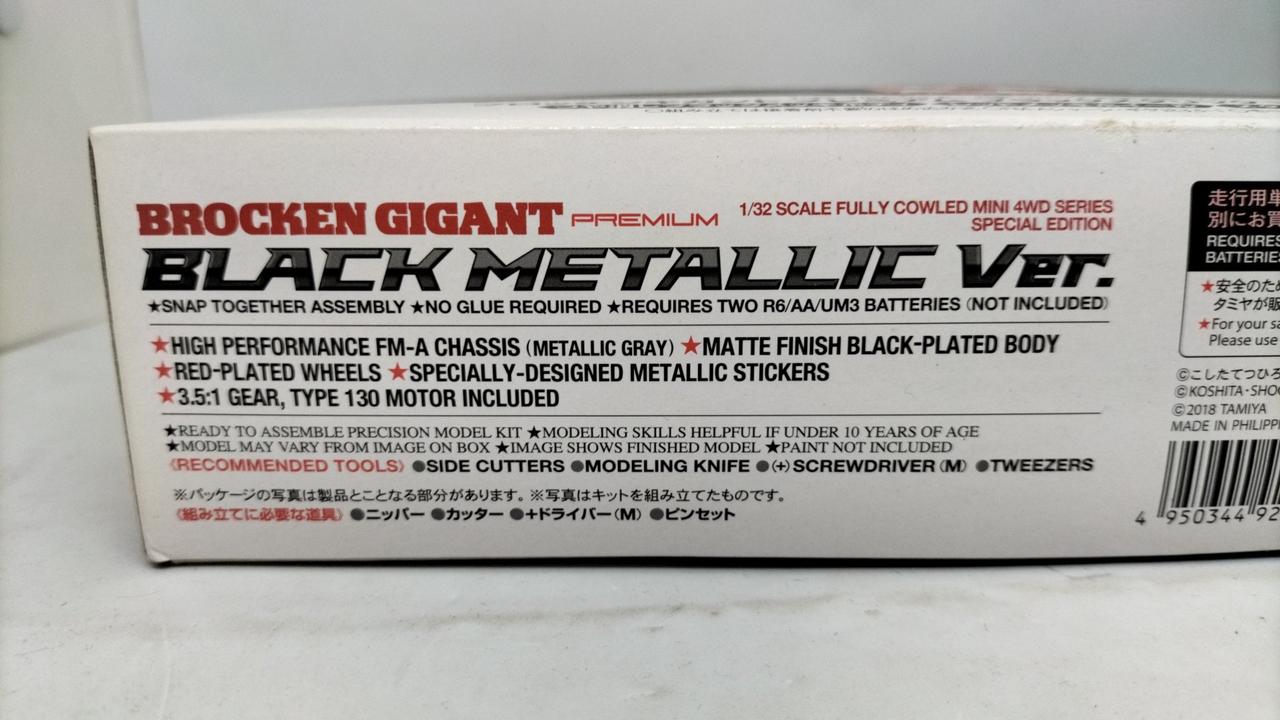 BROCKEN GIGANT PREMIUM
1/32 SCALE FULLY COWLED MINI 4WD SERIES
SPECIAL EDITION
BLACK METALLIC Ver.
★SNAP TOGETHER ASSEMBLY ★NO GLUE REQUIRED ★REQUIRES TWO R6/AA/UM3 BATTERIES (NOT INCLUDED)
★HIGH PERFORMANCE FM-A CHASSIS (METALLIC GRAY) ★MATTE FINISH BLACK-PLATED BODY
★RED-PLATED WHEELS ★SPECIALLY-DESIGNED METALLIC STICKERS
★3.5:1 GEAR, TYPE 130 MOTOR INCLUDED
★READY TO ASSEMBLE PRECISION MODEL KIT ★MODELING SKILLS HELPFUL IF UNDER 10 YEARS OF AGE
★MODEL MAY VARY FROM IMAGE ON BOX ★IMAGE SHOWS FINISHED MODEL ★PAINT NOT INCLUDED
《RECOMMENDED TOOLS》 ●SIDE CUTTERS ●MODELING KNIFE ●(+) SCREWDRIVER (M) ●TWEEZERS
※パッケージの写真は製品とことなる部分があります。※写真はキットを組み立てたものです。
《組み立てに必要な道具》 ●ニッパー ●カッター ●+ドライバー(M) ●ピンセット
走行用単
別にお買
REQUIRES
BATTERIES
★安全のため
タミヤが販
★For your sa
Please use
©こしたてつひろ
©KOSHITA・SHOG
©2018 TAMIYA
MADE IN PHILIPP
4 950344 92